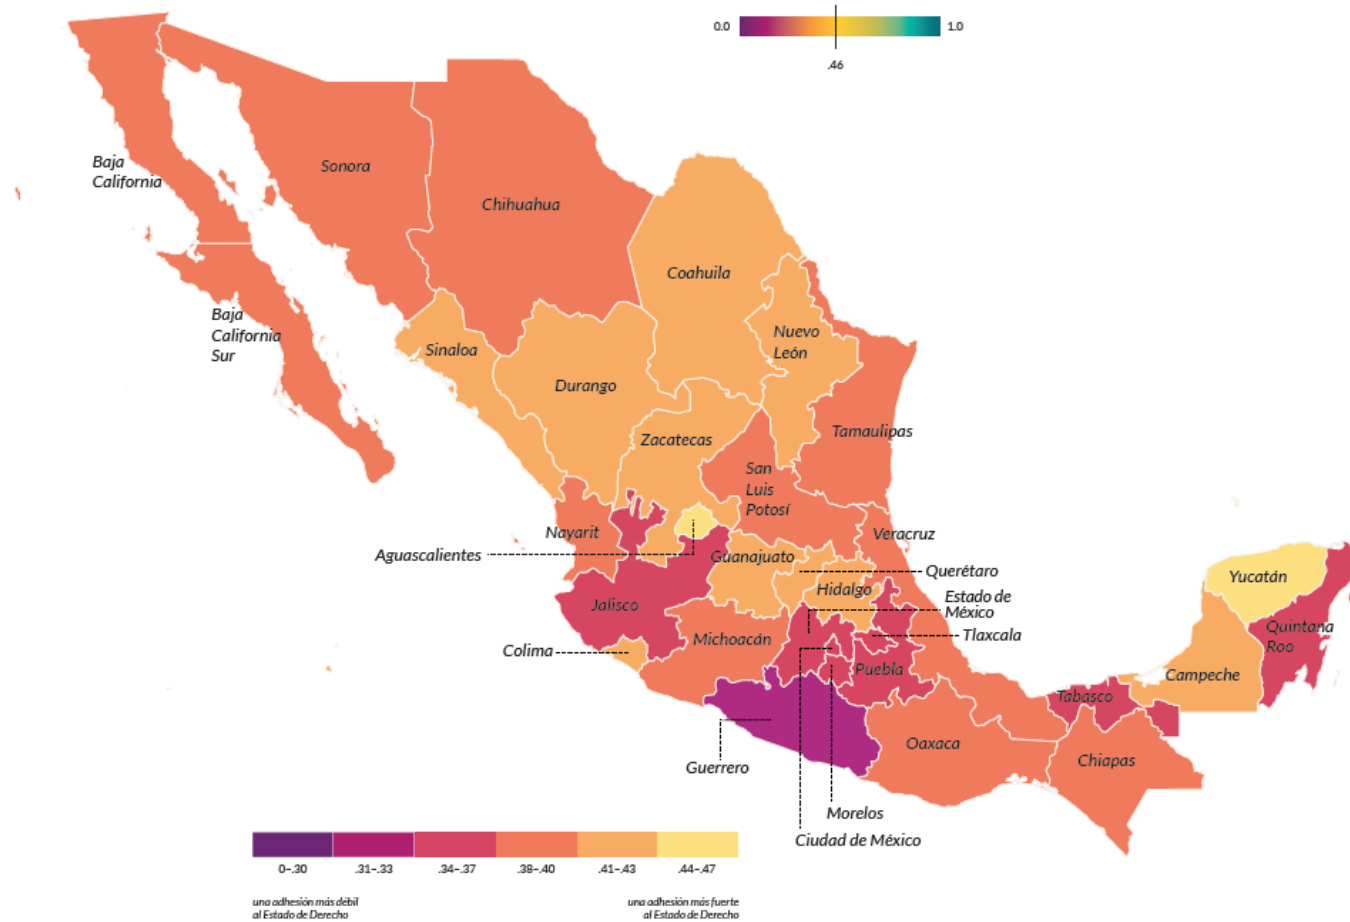 0.0
1.0
.46
Baja
California
Sonora
Chihuahua
Coahuila
Baja
California
Sur
Sinaloa
Nuevo
León
Durango
Zacatecas
Tamaulipas
San
Luis
Potosí
Nayarit
Veracruz
Aguascalientes
Guanajuato
Querétaro
Yucatán
Hidalgo
Estado de
México
Jalisco
Tlaxcala
Quintana
Roo
Michoacán
Colima
Puebla
Campeche
Tabasco
Oaxaca
Chiapas
Guerrero
Morelos
Ciudad de México
0-.30
.31-.33
.34-.37
.38-.40
.41-.43
.44-.47
una adhesión más débil
al Estado de Derecho
una adhesión más fuerte
al Estado de Derecho